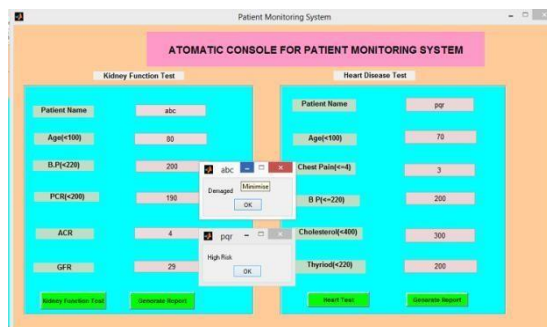 Patient Monitoring System
ATOMATIC CONSOLE FOR PATIENT MONITORING SYSTEM
Kidney Function Test
Patient Name abc
Age(<100) 80
B.P(<220) 200
PCR(<200) 190
ACR 4
GFR 29
Kidney Function Test Generate Report
Heart Disease Test
Patient Name pqr
Age(<100) 70
Chest Pain(<=4) 3
B P(<=220) 200
Cholesterol(<400) 300
Thyriod(<220) 200
Heart Test Generate Report
abc
Demaged
Minimise
OK
pqr
High Risk
OK